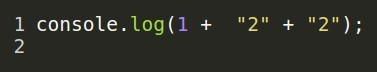 1 console.log(1 +  "2" + "2");
2